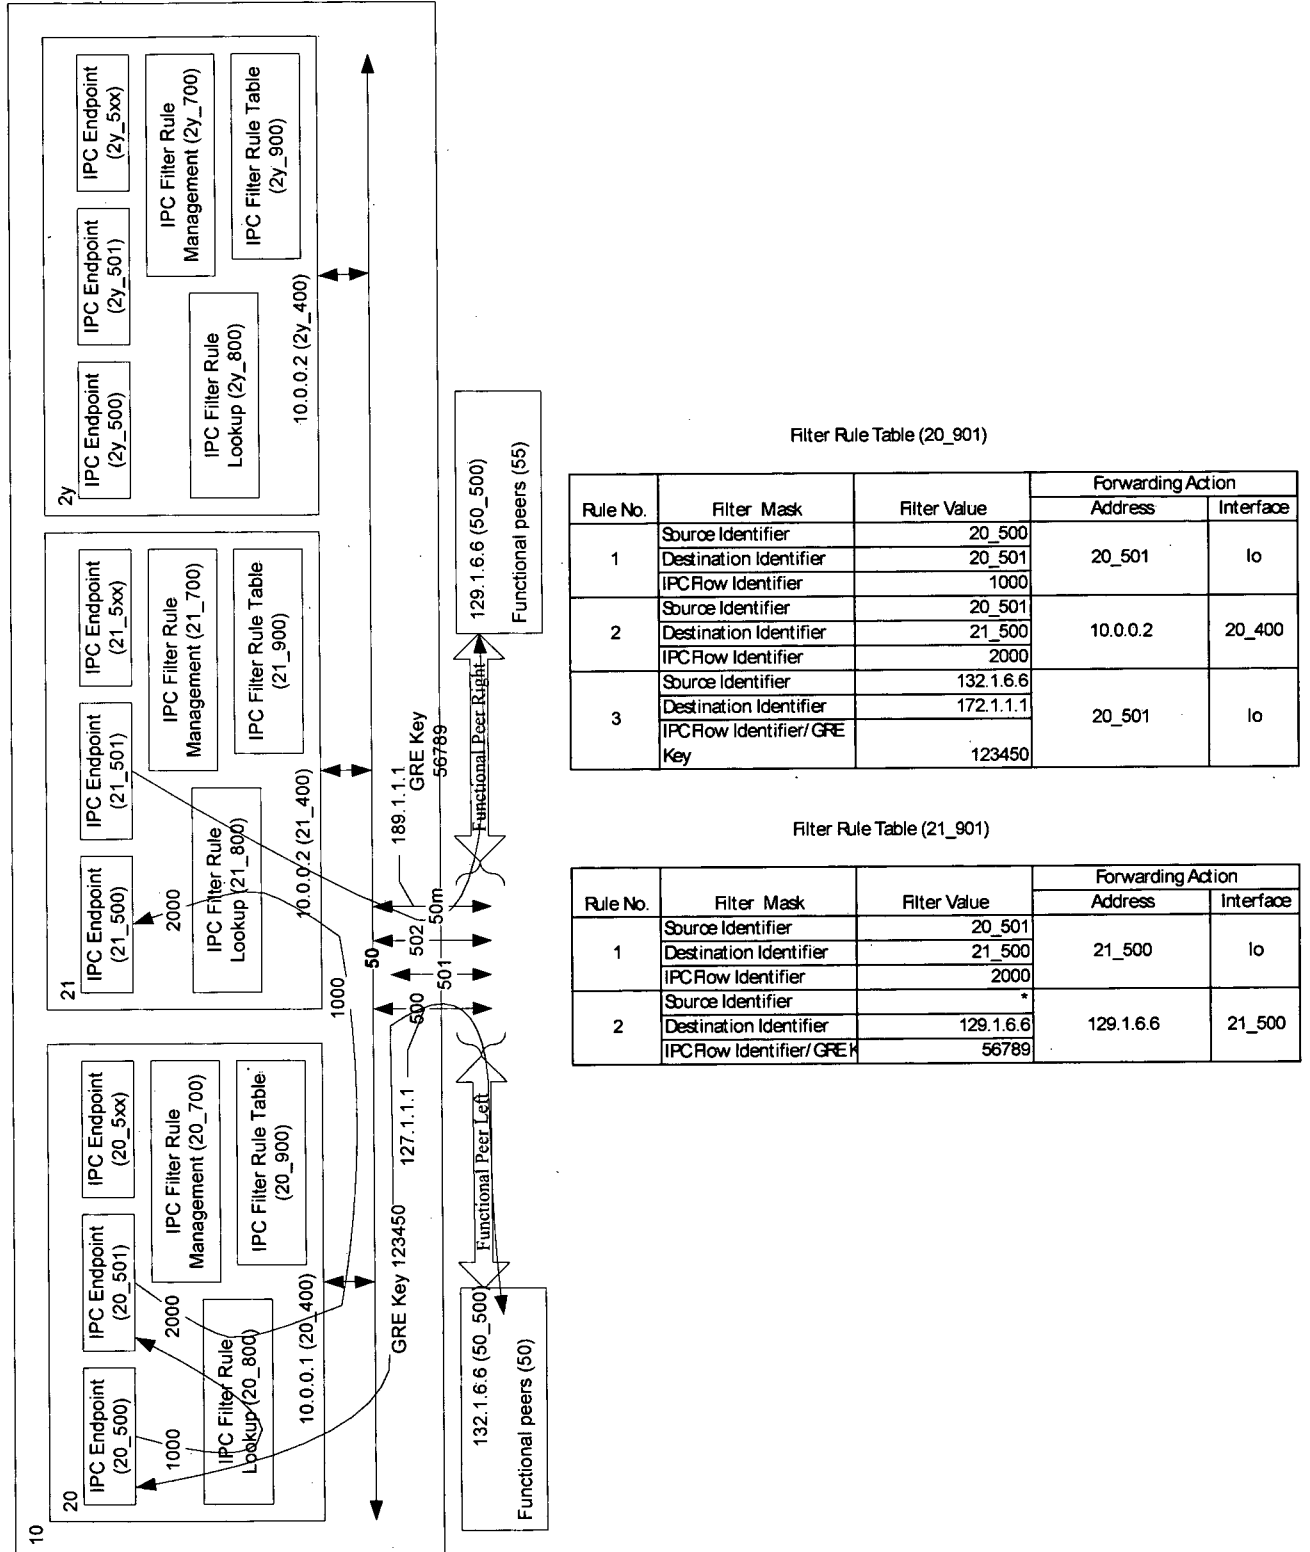 10
20
IPC Endpoint
(20_500)
IPC Endpoint
(20_501)
IPC Endpoint
(20_5xx)
1000
2000
IPC Filter Rule
Management (20_700)
IPC Filter Rule
Lookup (20_800)
IPC Filter Rule Table
(20_900)
10.0.0.1 (20_400)
21
IPC Endpoint
(21_500)
IPC Endpoint
(21_501)
IPC Endpoint
(21_5xx)
2000
IPC Filter Rule
Management (21_700)
IPC Filter Rule
Lookup (21_800)
IPC Filter Rule Table
(21_900)
1000
10.0.0.2 (21_400)
2y
IPC Endpoint
(2y_500)
IPC Endpoint
(2y_501)
IPC Endpoint
(2y_5xx)
IPC Filter Rule
Management (2y_700)
IPC Filter Rule
Lookup (2y_800)
IPC Filter Rule Table
(2y_900)
10.0.0.2 (2y_400)
50
GRE Key 123450
127.1.1.1
500
501
502
50m
189.1.1.1
GRE Key
56789
Functional Peer Left
Functional Peer Right
132.1.6.6 (50_500)
Functional peers (50)
129.1.6.6 (50_500)
Functional peers (55)
Filter Rule Table (20_901)
Rule No. Filter Mask Filter Value Forwarding Action
Address Interface
1 Source Identifier 20_500 20_501 lo
Destination Identifier 20_501
IPC Flow Identifier 1000
2 Source Identifier 20_501 10.0.0.2 20_400
Destination Identifier 21_500
IPC Flow Identifier 2000
3 Source Identifier 132.1.6.6 20_501 lo
Destination Identifier 172.1.1.1
IPC Flow Identifier/ GRE
Key 123450
Filter Rule Table (21_901)
Rule No. Filter Mask Filter Value Forwarding Action
Address Interface
1 Source Identifier 20_501 21_500 lo
Destination Identifier 21_500
IPC Flow Identifier 2000
2 Source Identifier * 129.1.6.6 21_500
Destination Identifier 129.1.6.6
IPC Flow Identifier/ GRE K 56789